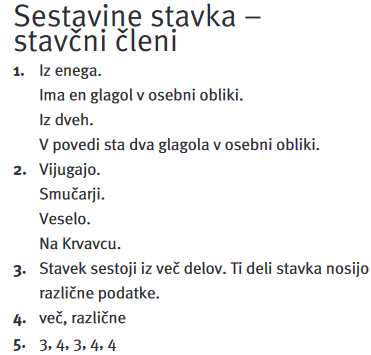 Sestavine stavka –
stavčni členi
1. Iz enega.
Ima en glagol v osebni obliki.
Iz dveh.
V povedi sta dva glagola v osebni obliki.
2. Vijugajo.
Smučarji.
Veselo.
Na Krvavcu.
3. Stavek sestoji iz več delov. Ti deli stavka nosijo
različne podatke.
4. več, različne
5. 3, 4, 3, 4, 4